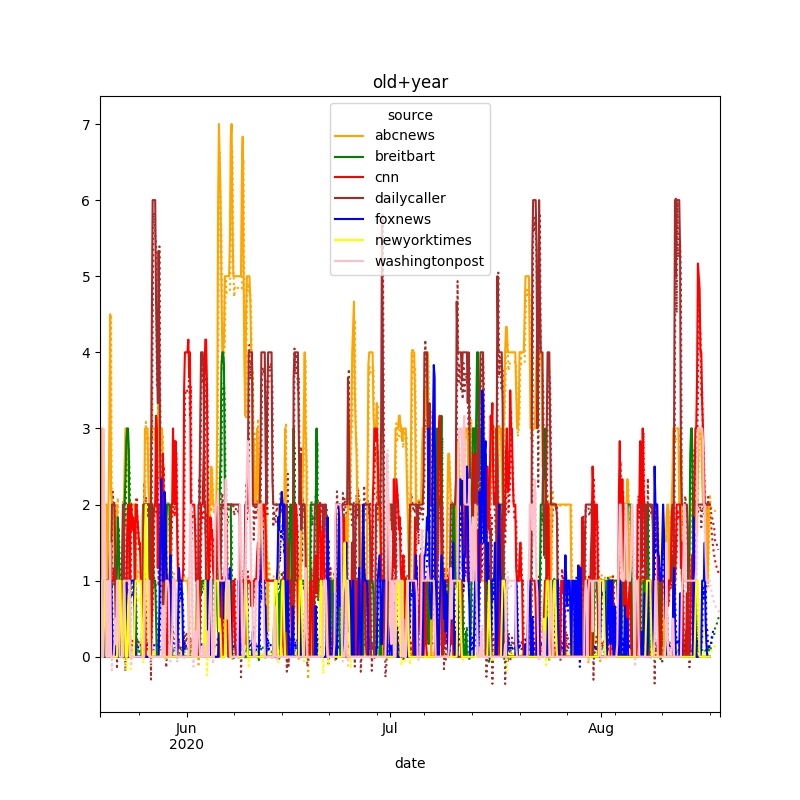 old+year
source
abcnews
breitbart
cnn
dailycaller
foxnews
newyorktimes
washingtonpost
7
6
5
4
3
2
1
0
Jun
2020
Jul
Aug
date